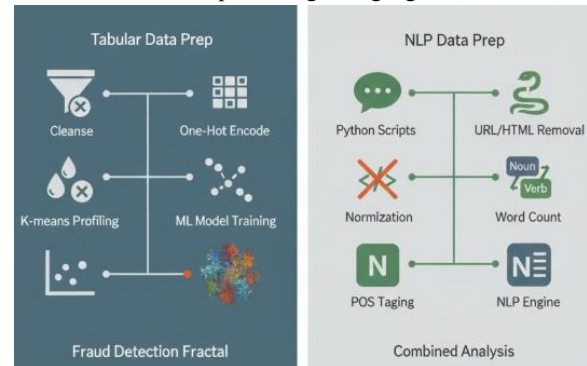 Tabular Data Prep
Cleanse
One-Hot Encode
K-means Profiling
ML Model Training
Fraud Detection Fractal
NLP Data Prep
Python Scripts
URL/HTML Removal
</>
Noun
Verb
Normization
Word Count
N
N
POS Taging
NLP Engine
Combined Analysis